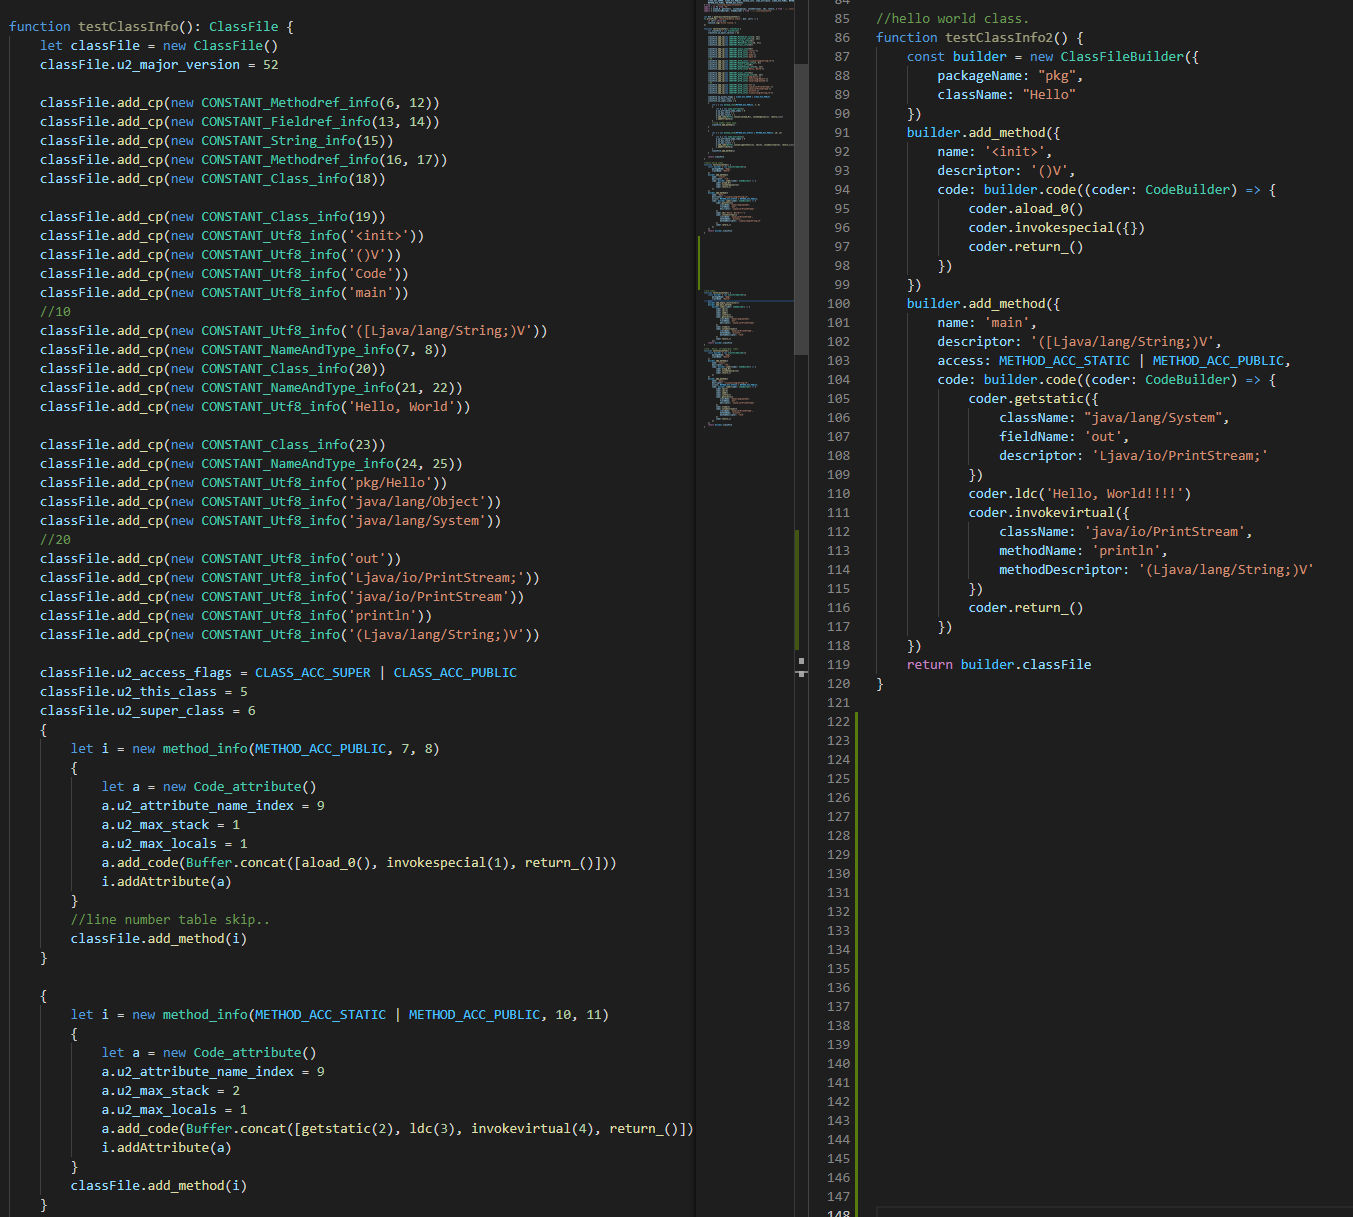 function testClassInfo(): ClassFile {
let classFile = new ClassFile()
classFile.u2_major_version = 52
classFile.add_cp(new CONSTANT_Methodref_info(6, 12))
classFile.add_cp(new CONSTANT_Fieldref_info(13, 14))
classFile.add_cp(new CONSTANT_String_info(15))
classFile.add_cp(new CONSTANT_Methodref_info(16, 17))
classFile.add_cp(new CONSTANT_Class_info(18))
classFile.add_cp(new CONSTANT_Class_info(19))
classFile.add_cp(new CONSTANT_Utf8_info('<init>'))
classFile.add_cp(new CONSTANT_Utf8_info('()V'))
classFile.add_cp(new CONSTANT_Utf8_info('Code'))
classFile.add_cp(new CONSTANT_Utf8_info('main'))
//10
classFile.add_cp(new CONSTANT_Utf8_info('([Ljava/lang/String;)V'))
classFile.add_cp(new CONSTANT_NameAndType_info(7, 8))
classFile.add_cp(new CONSTANT_Class_info(20))
classFile.add_cp(new CONSTANT_NameAndType_info(21, 22))
classFile.add_cp(new CONSTANT_Utf8_info('Hello, World'))
classFile.add_cp(new CONSTANT_Class_info(23))
classFile.add_cp(new CONSTANT_NameAndType_info(24, 25))
classFile.add_cp(new CONSTANT_Utf8_info('pkg/Hello'))
classFile.add_cp(new CONSTANT_Utf8_info('java/lang/Object'))
classFile.add_cp(new CONSTANT_Utf8_info('java/lang/System'))
//20
classFile.add_cp(new CONSTANT_Utf8_info('out'))
classFile.add_cp(new CONSTANT_Utf8_info('Ljava/io/PrintStream;'))
classFile.add_cp(new CONSTANT_Utf8_info('java/io/PrintStream'))
classFile.add_cp(new CONSTANT_Utf8_info('println'))
classFile.add_cp(new CONSTANT_Utf8_info('(Ljava/lang/String;)V'))
classFile.u2_access_flags = CLASS_ACC_SUPER | CLASS_ACC_PUBLIC
classFile.u2_this_class = 5
classFile.u2_super_class = 6
{
let i = new method_info(METHOD_ACC_PUBLIC, 7, 8)
{
let a = new Code_attribute()
a.u2_attribute_name_index = 9
a.u2_max_stack = 1
a.u2_max_locals = 1
a.add_code(Buffer.concat([aload_0(), invokespecial(1), return_()]))
i.addAttribute(a)
}
//line number table skip..
classFile.add_method(i)
}
{
let i = new method_info(METHOD_ACC_STATIC | METHOD_ACC_PUBLIC, 10, 11)
{
let a = new Code_attribute()
a.u2_attribute_name_index = 9
a.u2_max_stack = 2
a.u2_max_locals = 1
a.add_code(Buffer.concat([getstatic(2), ldc(3), invokevirtual(4), return_()])
i.addAttribute(a)
}
classFile.add_method(i)
}
84
85 //hello world class.
86 function testClassInfo2() {
87 const builder = new ClassFileBuilder({
88 packageName: "pkg",
89 className: "Hello"
90 })
91 builder.add_method({
92 name: '<init>',
93 descriptor: '()V',
94 code: builder.code((coder: CodeBuilder) => {
95 coder.aload_0()
96 coder.invokespecial({})
97 coder.return_()
98 })
99 })
100 builder.add_method({
101 name: 'main',
102 descriptor: '([Ljava/lang/String;)V',
103 access: METHOD_ACC_STATIC | METHOD_ACC_PUBLIC,
104 code: builder.code((coder: CodeBuilder) => {
105 coder.getstatic({
106 className: "java/lang/System",
107 fieldName: 'out',
108 descriptor: 'Ljava/io/PrintStream;'
109 })
110 coder.ldc('Hello, World!!!!')
111 coder.invokevirtual({
112 className: 'java/io/PrintStream',
113 methodName: 'println',
114 methodDescriptor: '(Ljava/lang/String;)V'
115 })
116 coder.return_()
117 })
118 })
119 return builder.classFile
120 }
121
122
123
124
125
126
127
128
129
130
131
132
133
134
135
136
137
138
139
140
141
142
143
144
145
146
147
148